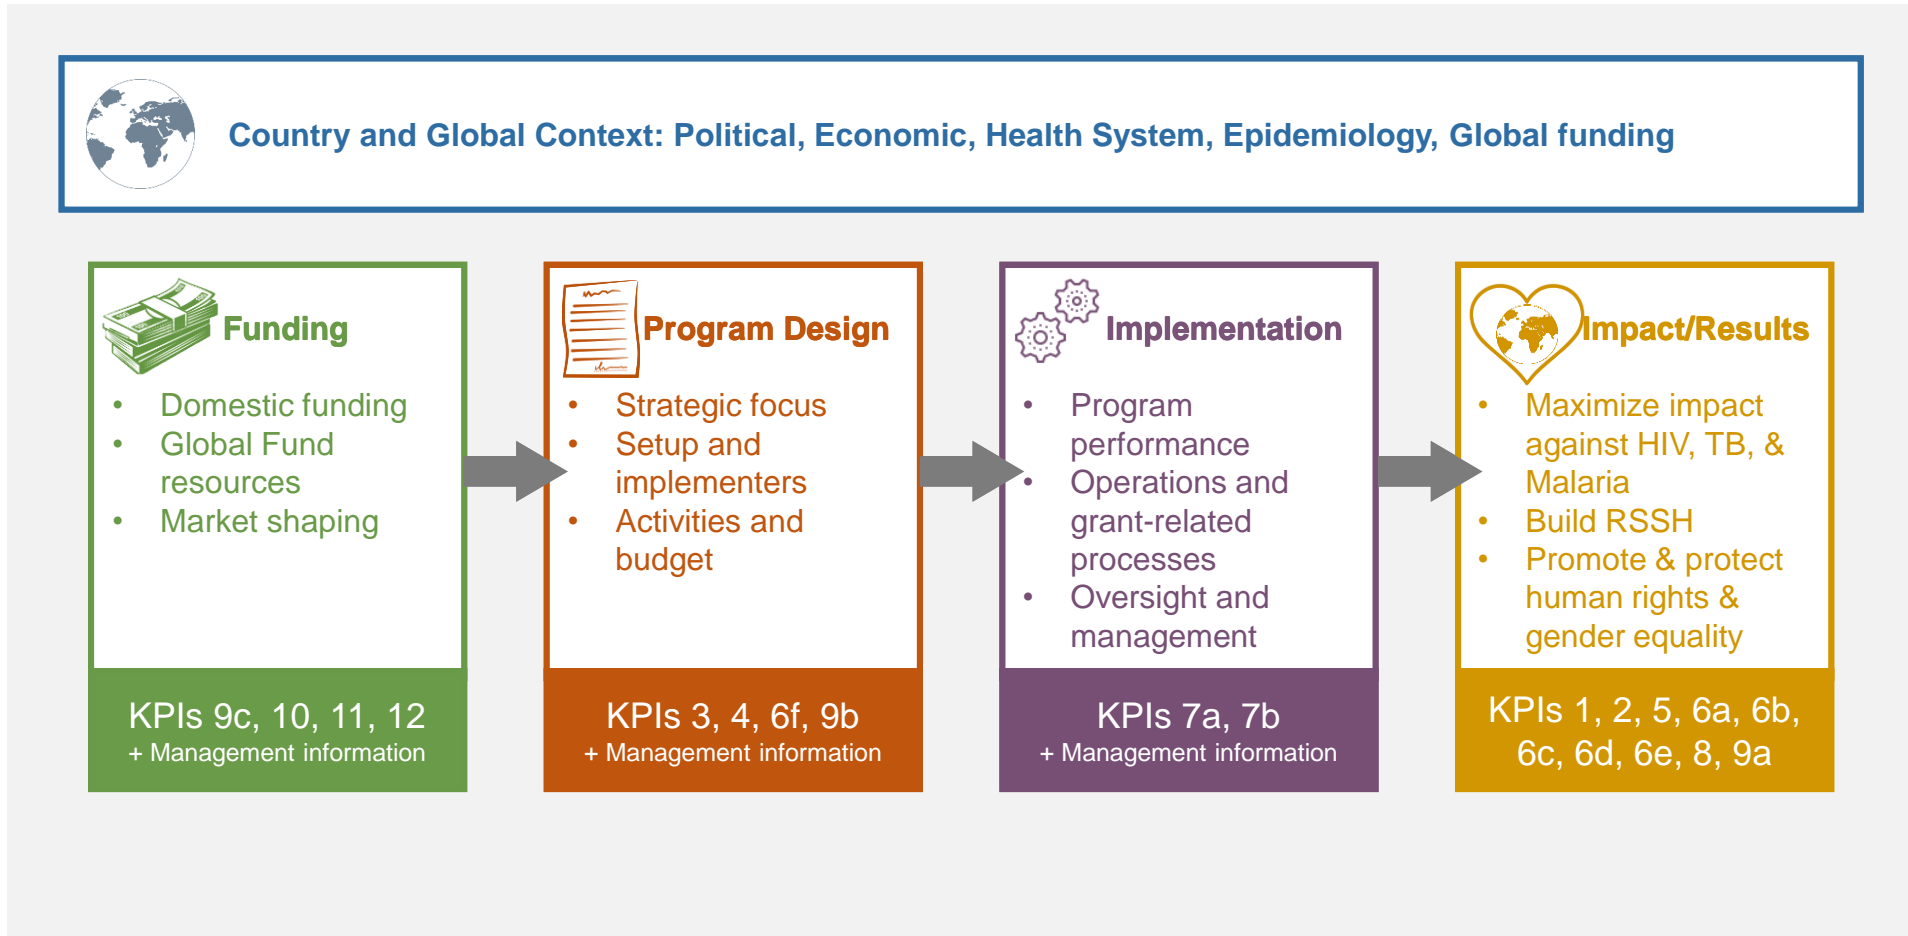 Country and Global Context: Political, Economic, Health System, Epidemiology, Global funding
Funding
• Domestic funding
• Global Fund
resources
• Market shaping
KPIs 9c, 10, 11, 12
+ Management information
Program Design
• Strategic focus
• Setup and
implementers
• Activities and
budget
KPIs 3, 4, 6f, 9b
+ Management information
Implementation
• Program
performance
• Operations and
grant-related
processes
• Oversight and
management
KPIs 7a, 7b
+ Management information
Impact/Results
• Maximize impact
against HIV, TB, &
Malaria
• Build RSSH
• Promote & protect
human rights &
gender equality
KPIs 1, 2, 5, 6a, 6b,
6c, 6d, 6e, 8, 9a